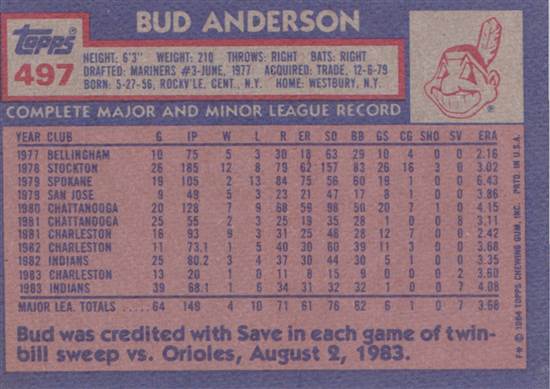 BUD ANDERSON
Topps
497
HEIGHT: 6'3" WEIGHT: 210 THROWS: RIGHT BATS: RIGHT
DRAFTED: MARINERS #3-JUNE, 1977 ACQUIRED: TRADE, 12-6-79
BORN: 5-27-56, ROCKV'LE. CENT., N.Y. HOME: WESTBURY, N.Y.
COMPLETE MAJOR AND MINOR LEAGUE RECORD
YEAR CLUB G IP W L R ER SO BB GS CG SHO SV ERA
1977 BELLINGHAM 10 75 5 3 30 18 63 29 10 4 0 0 2.16
1978 STOCKTON 26 185 12 8 79 62 157 83 26 16 3 0 3.02
1979 SPOKANE 19 105 2 13 84 75 56 60 19 1 0 0 6.43
1979 SAN JOSE 9 49 5 3 23 21 47 17 8 1 0 0 3.86
1980 CHATTANOOGA 20 128 7 9 60 59 98 50 20 7 1 0 4.15
1981 CHATTANOOGA 25 55 2 3 25 19 35 28 0 0 0 8 3.11
1981 CHARLESTON 16 93 9 3 31 25 46 28 12 7 0 2.42
1982 CHARLESTON 11 73.1 5 40 30 60 39 11 3 0 0 3.68
1982 INDIANS 25 80.2 3 4 37 30 44 30 5 1 0 0 3.35
1983 CHARLESTON 13 20 1 0 8 8 11 5 0 0 0 2 3.60
1983 INDIANS 39 68.1 1 6 34 31 32 32 1 0 0 7 4.08
MAJOR LEA. TOTALS 64 149 4 10 71 61 76 62 6 1 0 7 3.68
Bud was credited with Save in each game of twin-
bill sweep vs. Orioles, August 2, 1983.
F* © 1984 TOPPS CHEWING GUM, INC. PRTD. IN U.S.A.